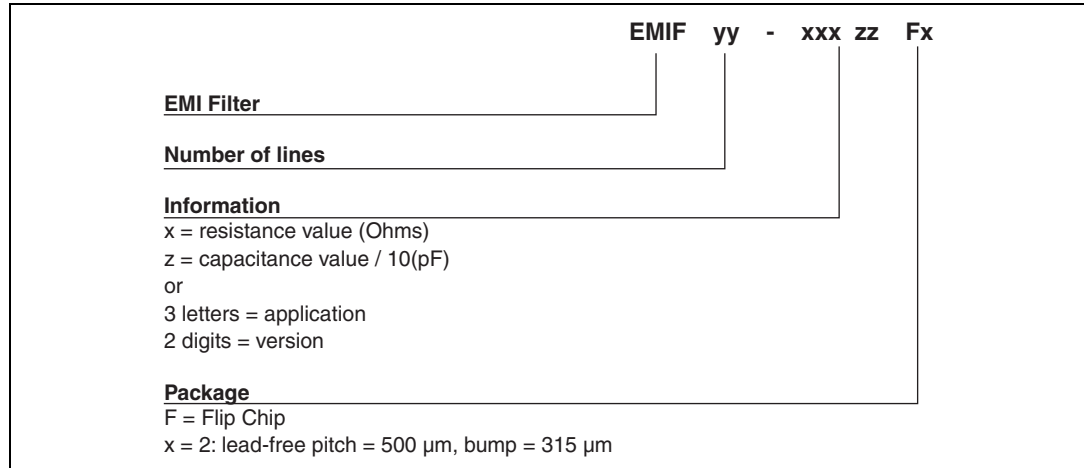 EMIF yy - xxx zz Fx
EMI Filter
Number of lines
Information
x = resistance value (Ohms)
z = capacitance value / 10(pF)
or
3 letters = application
2 digits = version
Package
F = Flip Chip
x = 2: lead-free pitch = 500 µm, bump = 315 µm